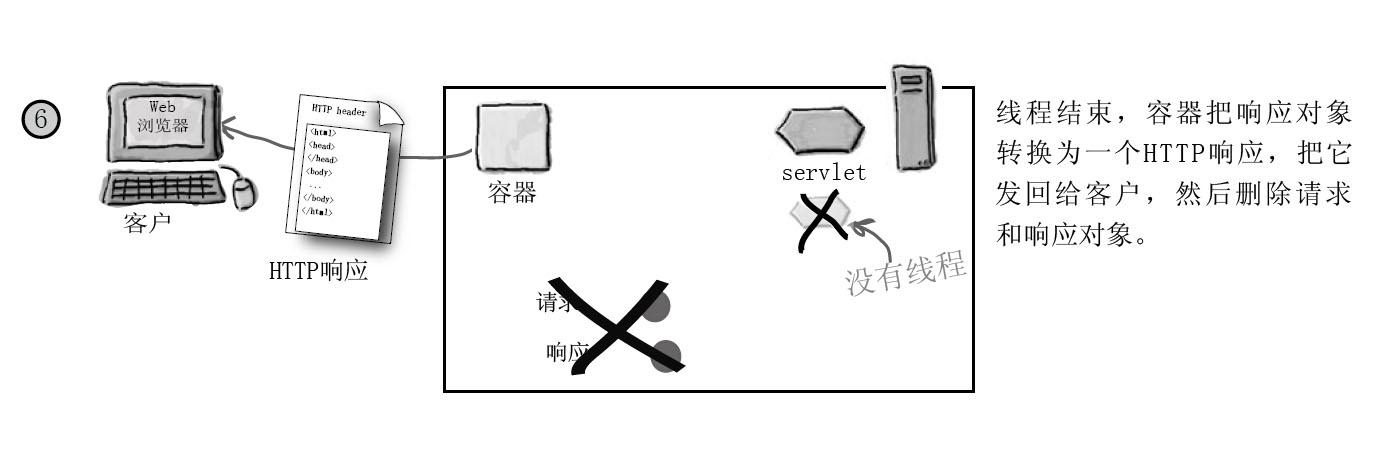 6
Web
浏览器
客户
HTTP header
<html>
<head>
</head>
<body>
...
</body>
</html>
HTTP响应
容器
servlet
没有线程
请求
响应
线程结束，容器把响应对象
转换为一个HTTP响应，把它
发回给客户，然后删除请求
和响应对象。